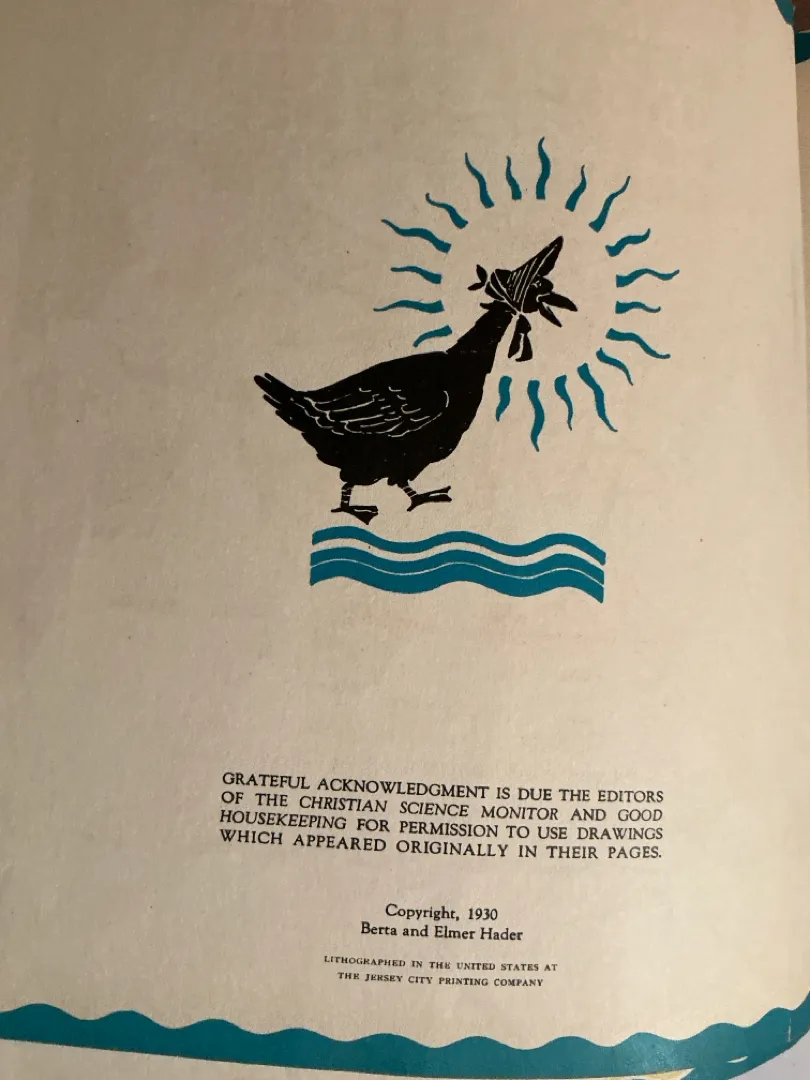 GRATEFUL ACKNOWLEDGMENT IS DUE THE EDITORS
OF THE CHRISTIAN SCIENCE MONITOR AND GOOD
HOUSEKEEPING FOR PERMISSION TO USE DRAWINGS
WHICH APPEARED ORIGINALLY IN THEIR PAGES.
Copyright, 1930
Berta and Elmer Hader
LITHOGRAPHED IN THE UNITED STATES AT
THE JERSEY CITY PRINTING COMPANY